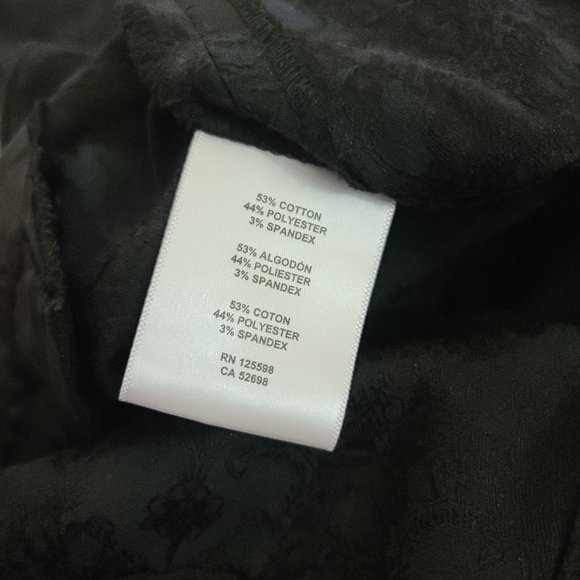 53% COTTON
44% POLYESTER
3% SPANDEX
53% ALGODÓN
44% POLIESTER
3% SPANDEX
53% COTON
44% POLYESTER
3% SPANDEX
RN 125598
CA 52698